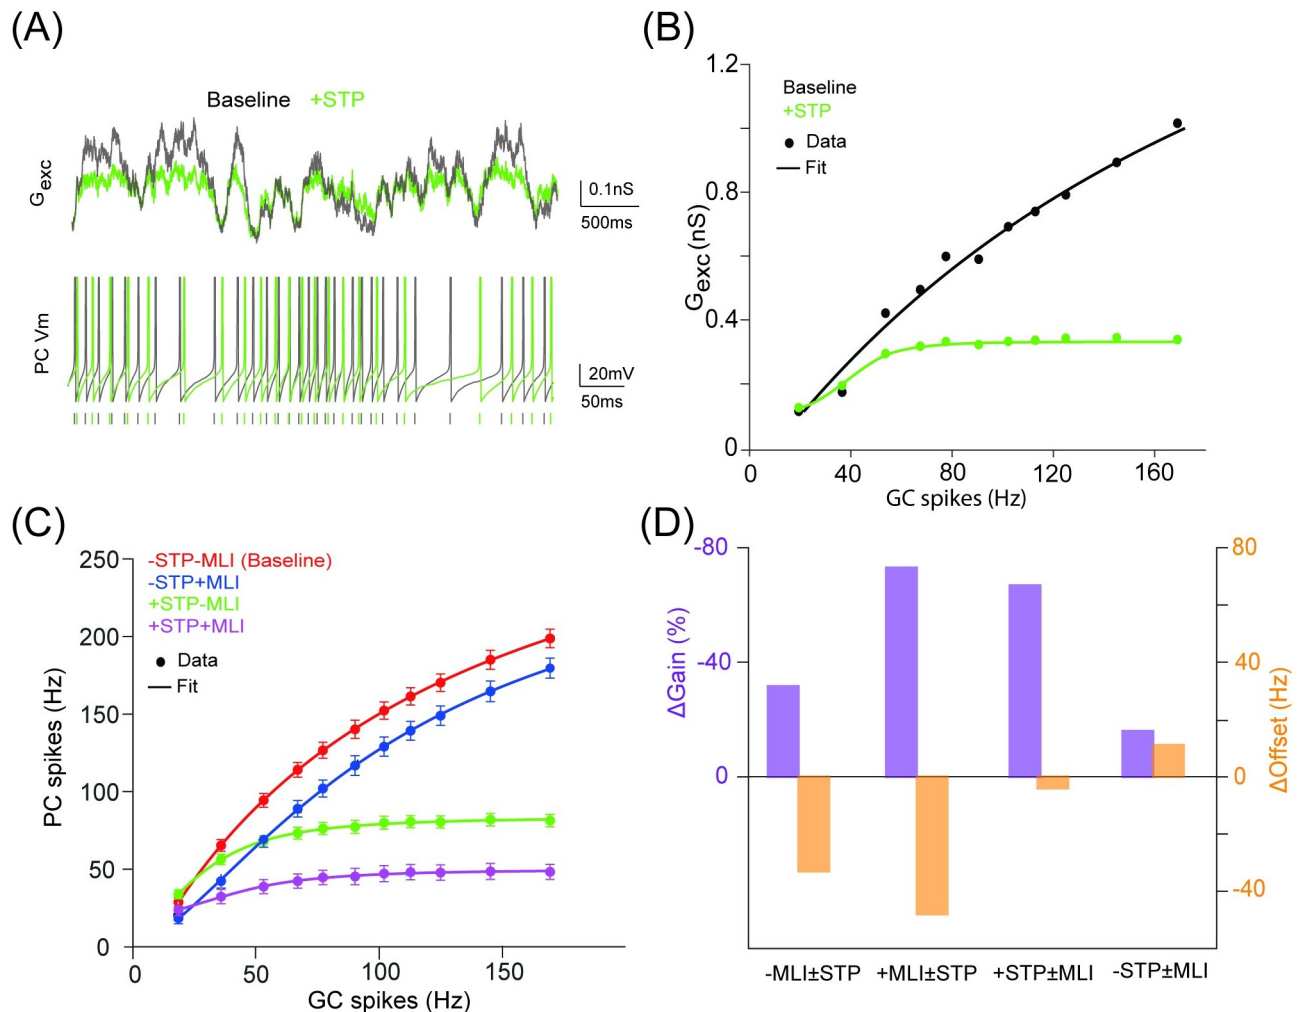 (A)
Baseline +STP
Gexc
0.1nS
500ms
PC Vm
20mV
50ms
(B)
1.2
0.8
0.4
0
Gexc(nS)
Baseline
+STP
Data
Fit
0 40 80 120 160
GC spikes (Hz)
(C)
250
200
150
100
50
0
PC spikes (Hz)
-STP-MLI (Baseline)
-STP+MLI
+STP-MLI
+STP+MLI
Data
Fit
0 50 100 150
GC spikes (Hz)
(D)
-80
-40
0
ΔGain (%)
80
40
0
-40
ΔOffset (Hz)
-MLI±STP +MLI±STP +STP±MLI -STP±MLI